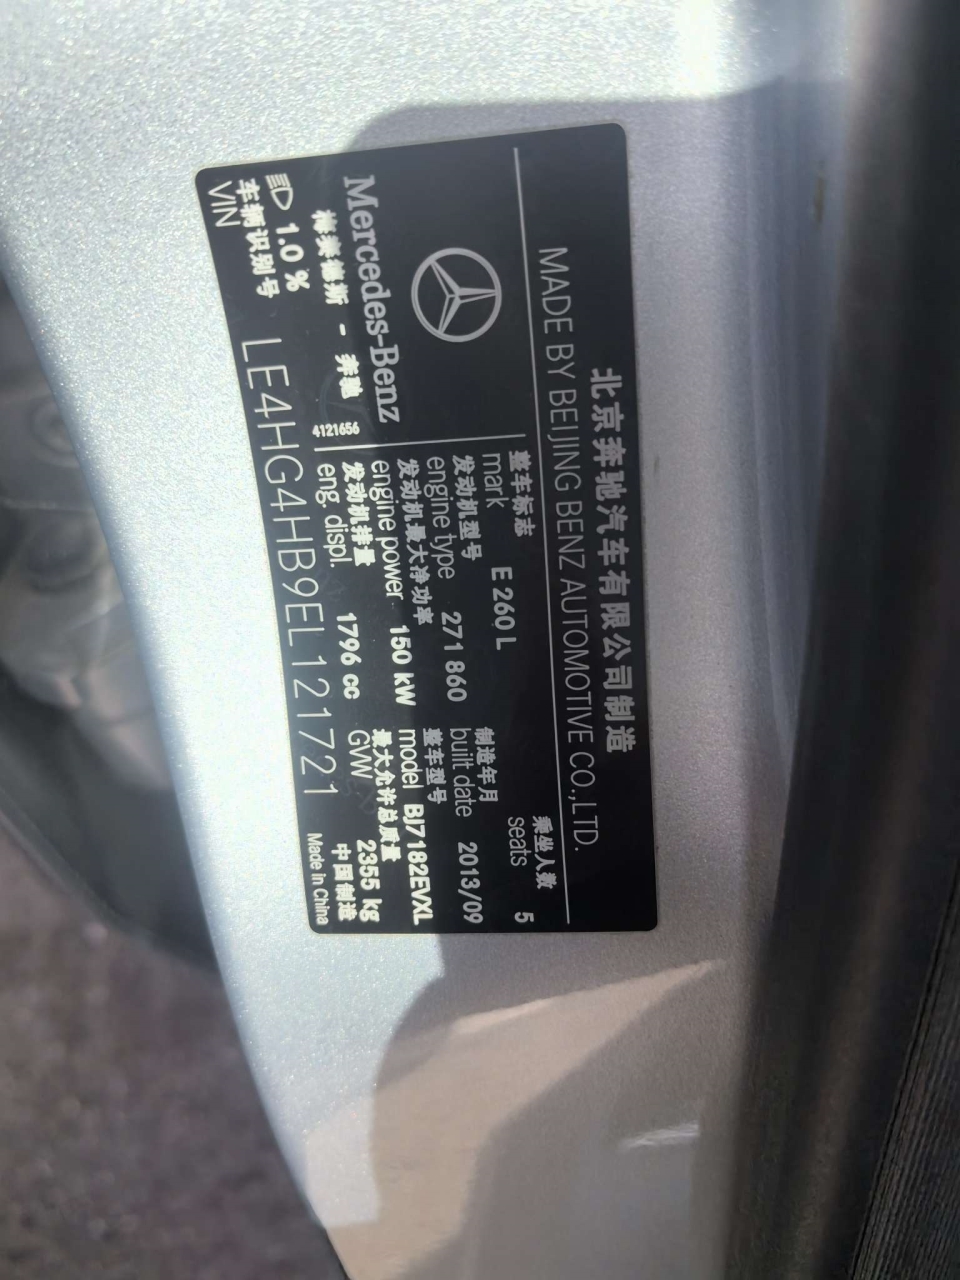 北京奔驰汽车有限公司制造
MADE BY BEIJING BENZ AUTOMOTIVE CO.,LTD.
Mercedes-Benz
梅赛德斯 - 奔驰
4121656
1.0 %
整车标志
mark E 260 L
乘坐人数
seats 5
发动机型号
engine type 271 860
制造年月
built date 2013/09
发动机最大净功率
engine power 150 kW
整车型号
model BJ7182EVXL
发动机排量
eng. displ. 1796 cc
最大允许总质量
GVW 2355 kg
车辆识别号
VIN LE4HG4HB9EL121721
中国制造
Made in China